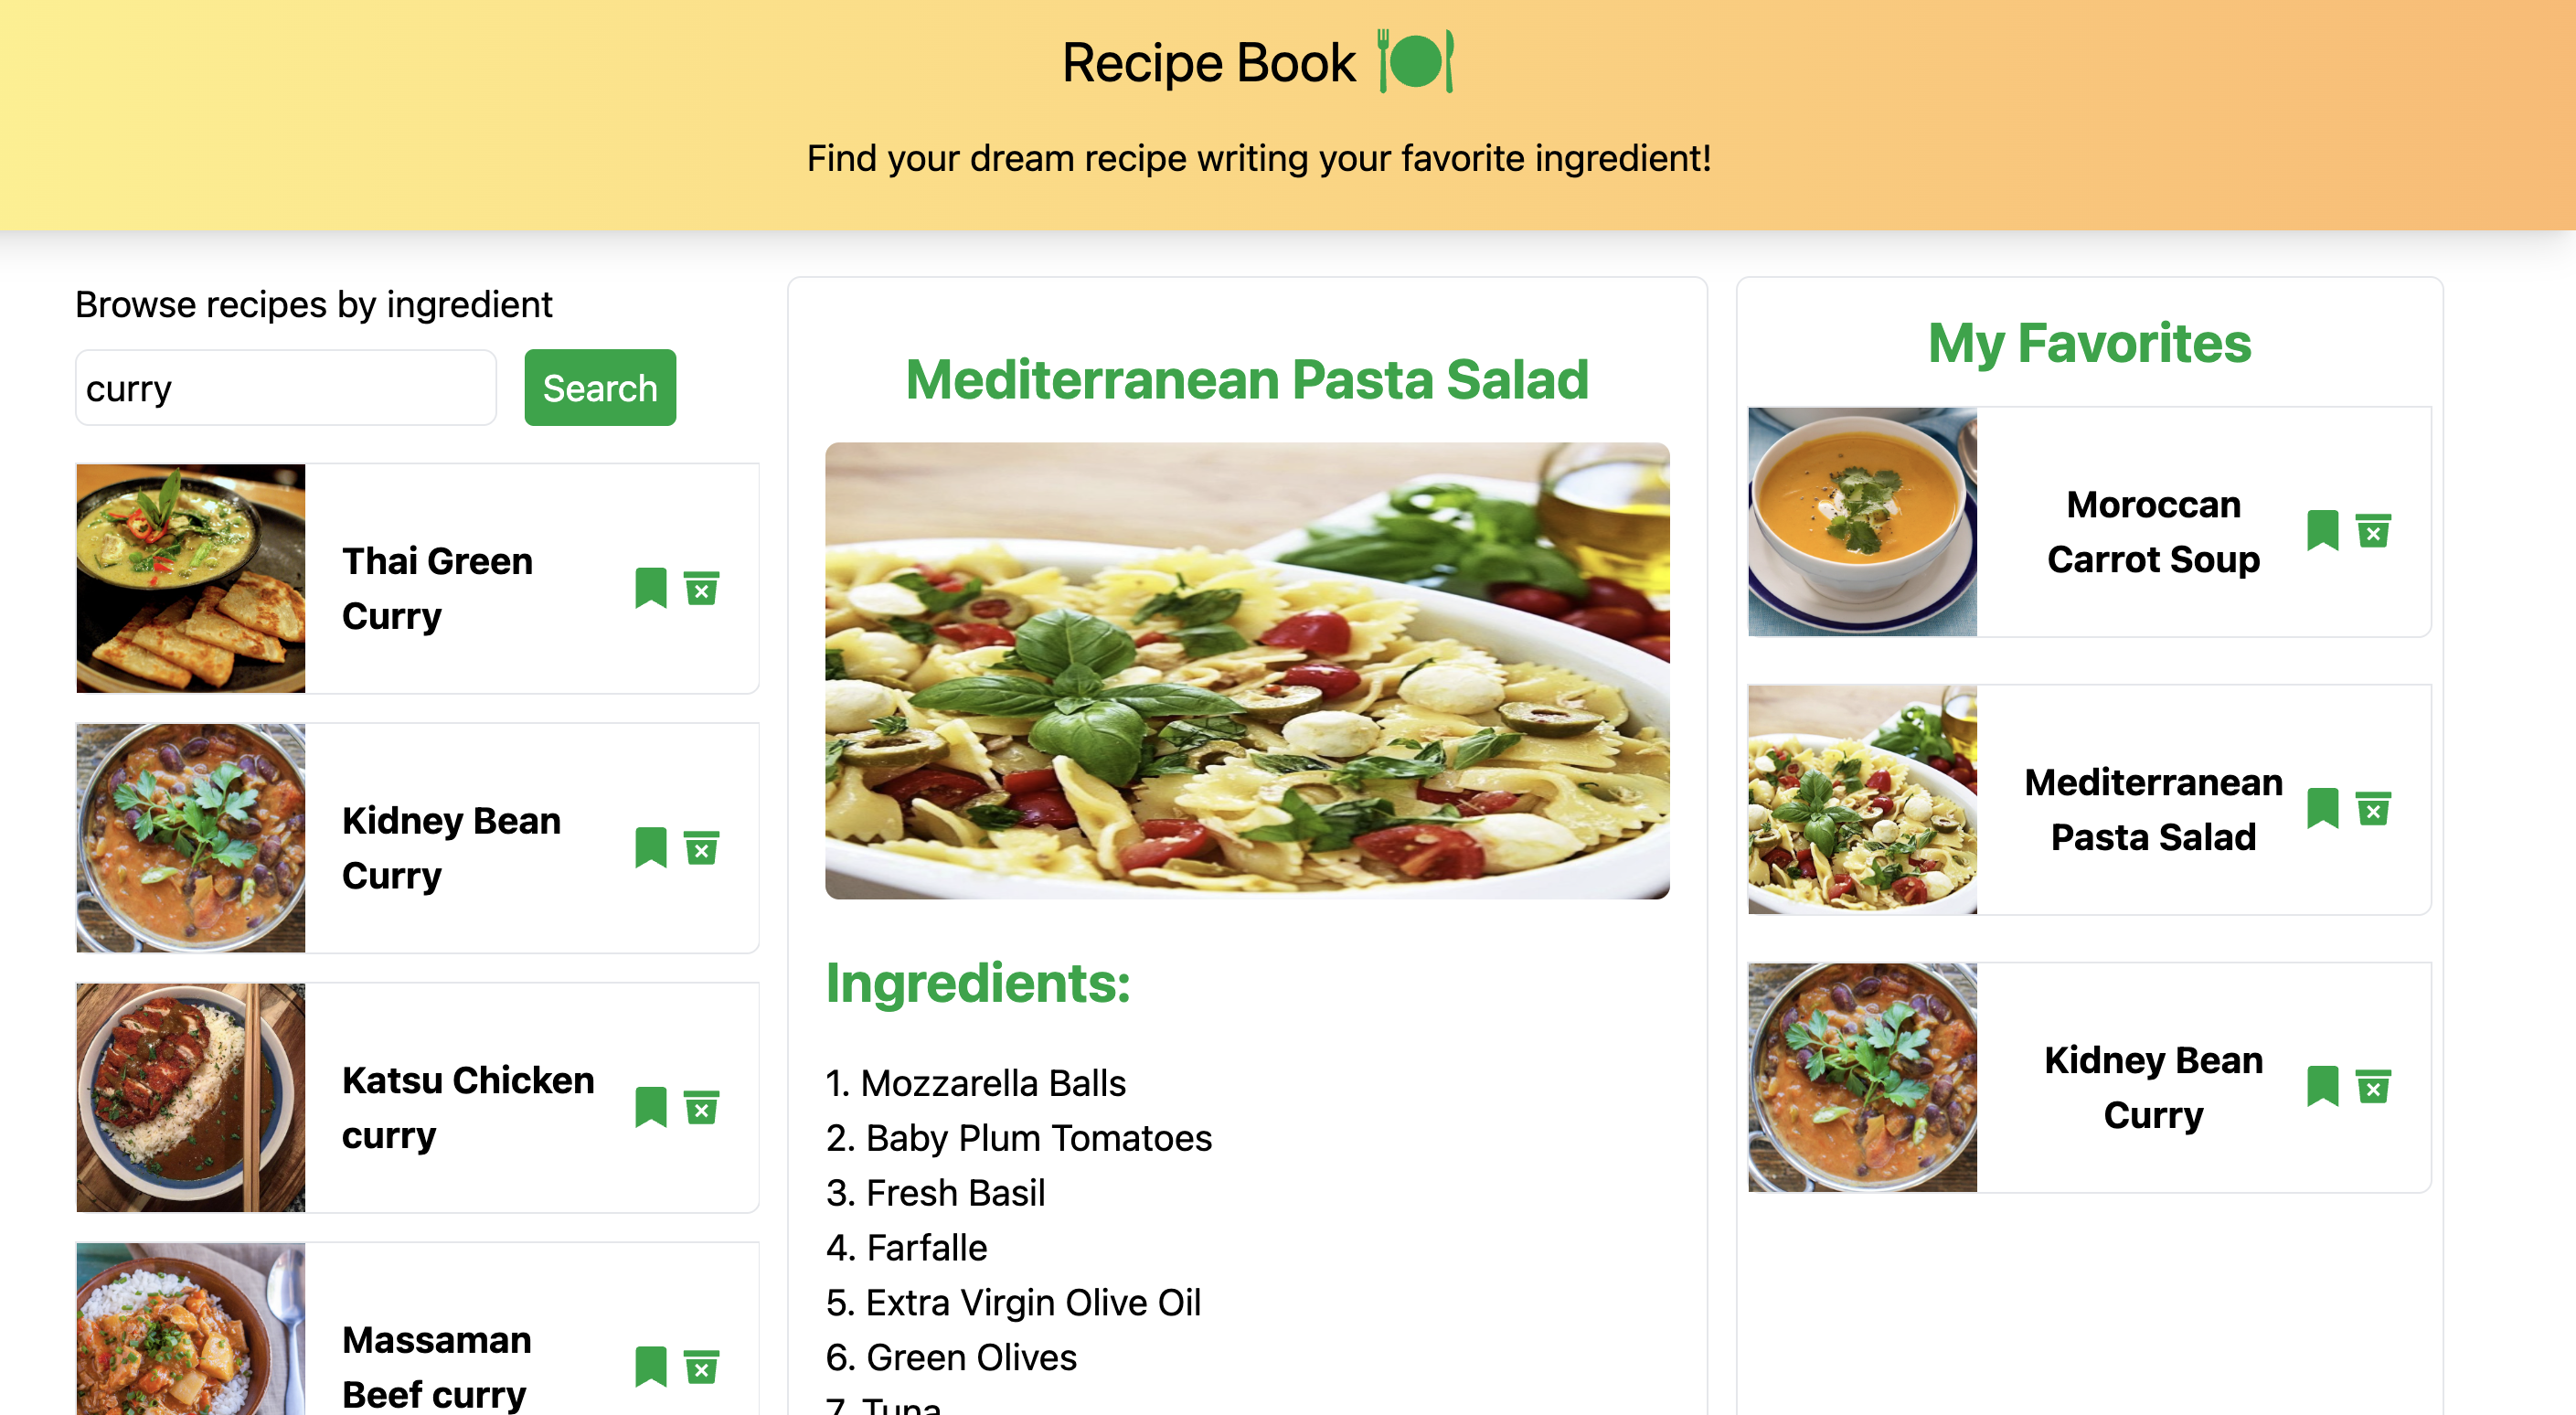 Recipe Book
Find your dream recipe writing your favorite ingredient!
Browse recipes by ingredient
curry
Search
Thai Green
Curry
Kidney Bean
Curry
Katsu Chicken
curry
Massaman
Beef curry
Mediterranean Pasta Salad
Ingredients:
1. Mozzarella Balls
2. Baby Plum Tomatoes
3. Fresh Basil
4. Farfalle
5. Extra Virgin Olive Oil
6. Green Olives
7. Tuna
My Favorites
Moroccan
Carrot Soup
Mediterranean
Pasta Salad
Kidney Bean
Curry